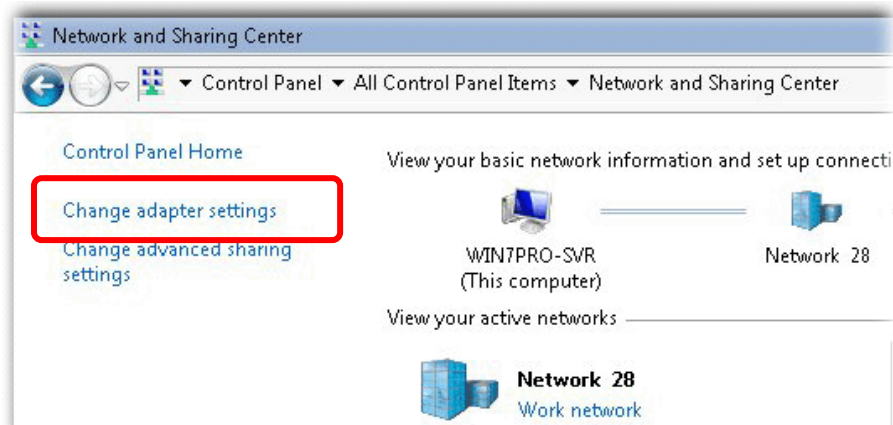 Network and Sharing Center
Control Panel All Control Panel Items Network and Sharing Center
Control Panel Home
Change adapter settings
Change advanced sharing
settings
View your basic network information and set up connecti
WIN7PRO-SVR
(This computer)
Network 28
View your active networks
Network 28
Work network